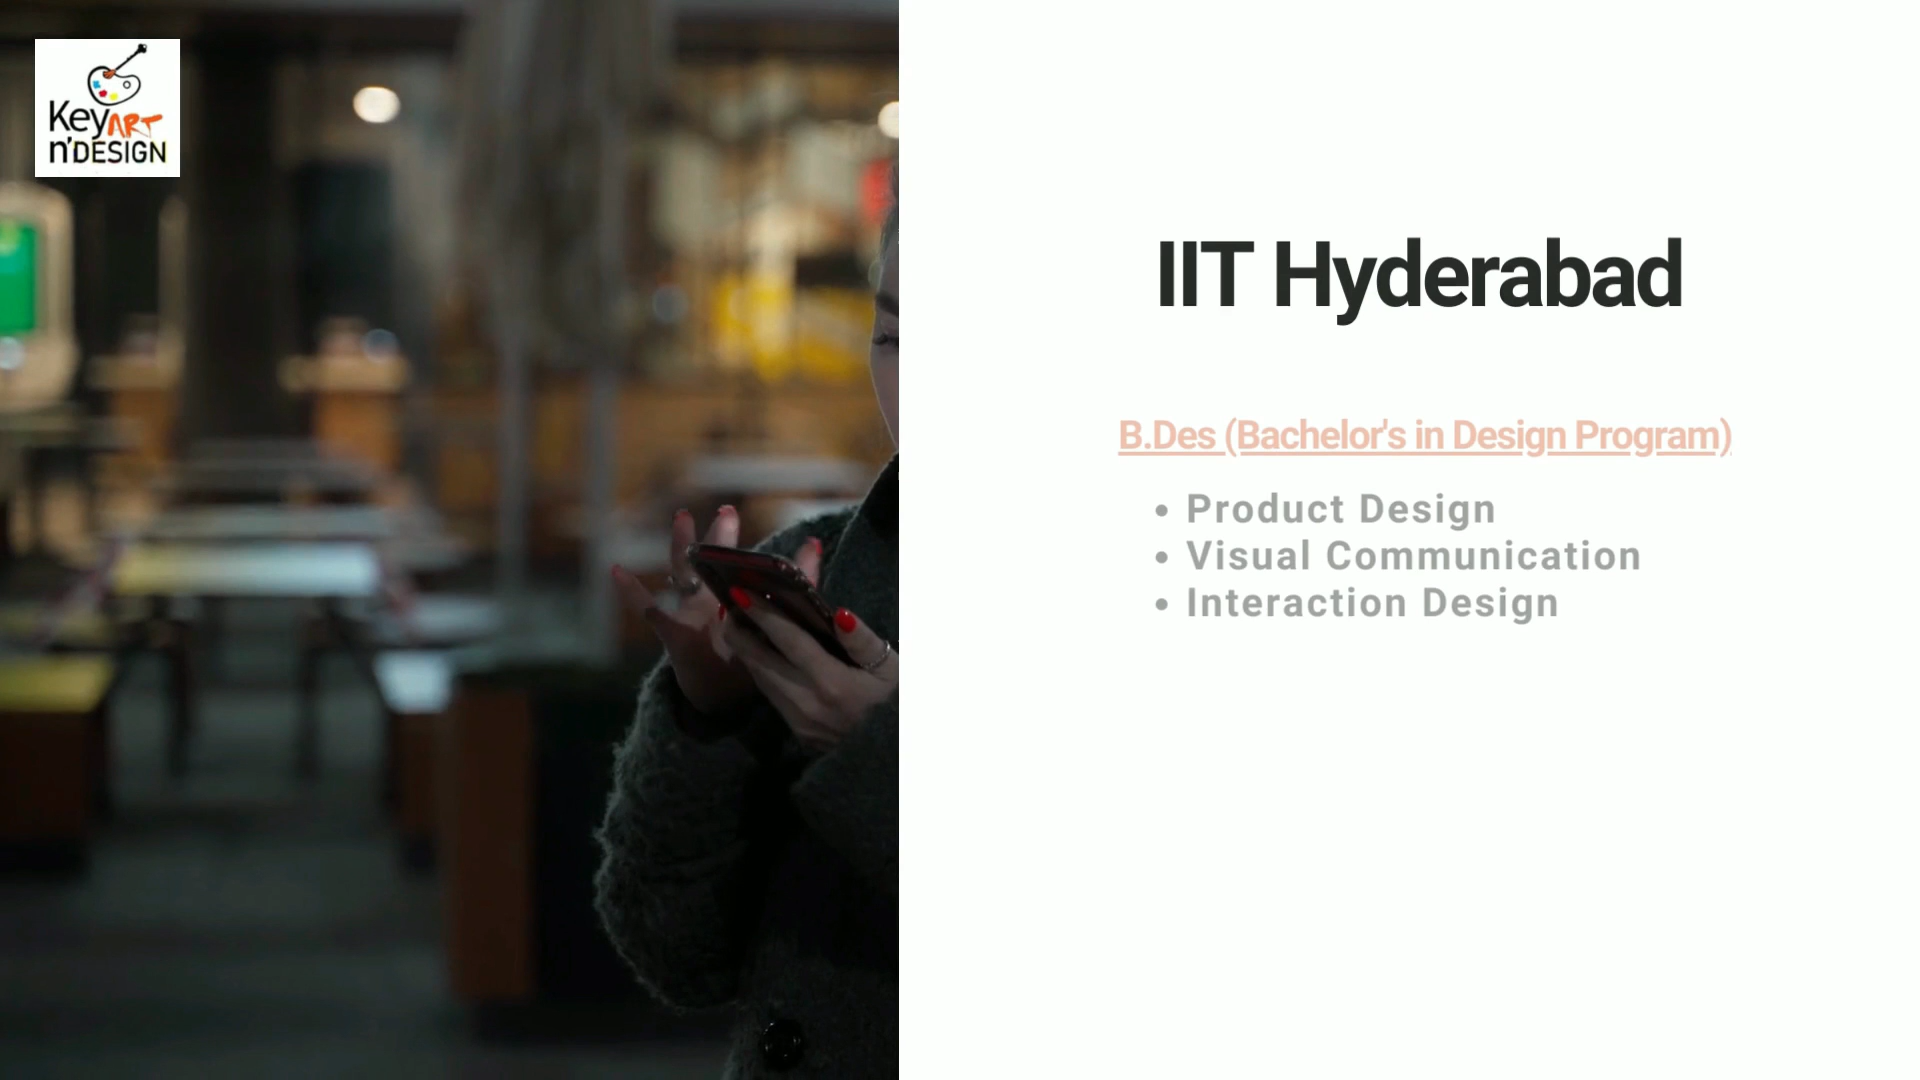 Key ART
n'DESIGN
IIT Hyderabad
B.Des (Bachelor's in Design Program)
• Product Design
• Visual Communication
• Interaction Design